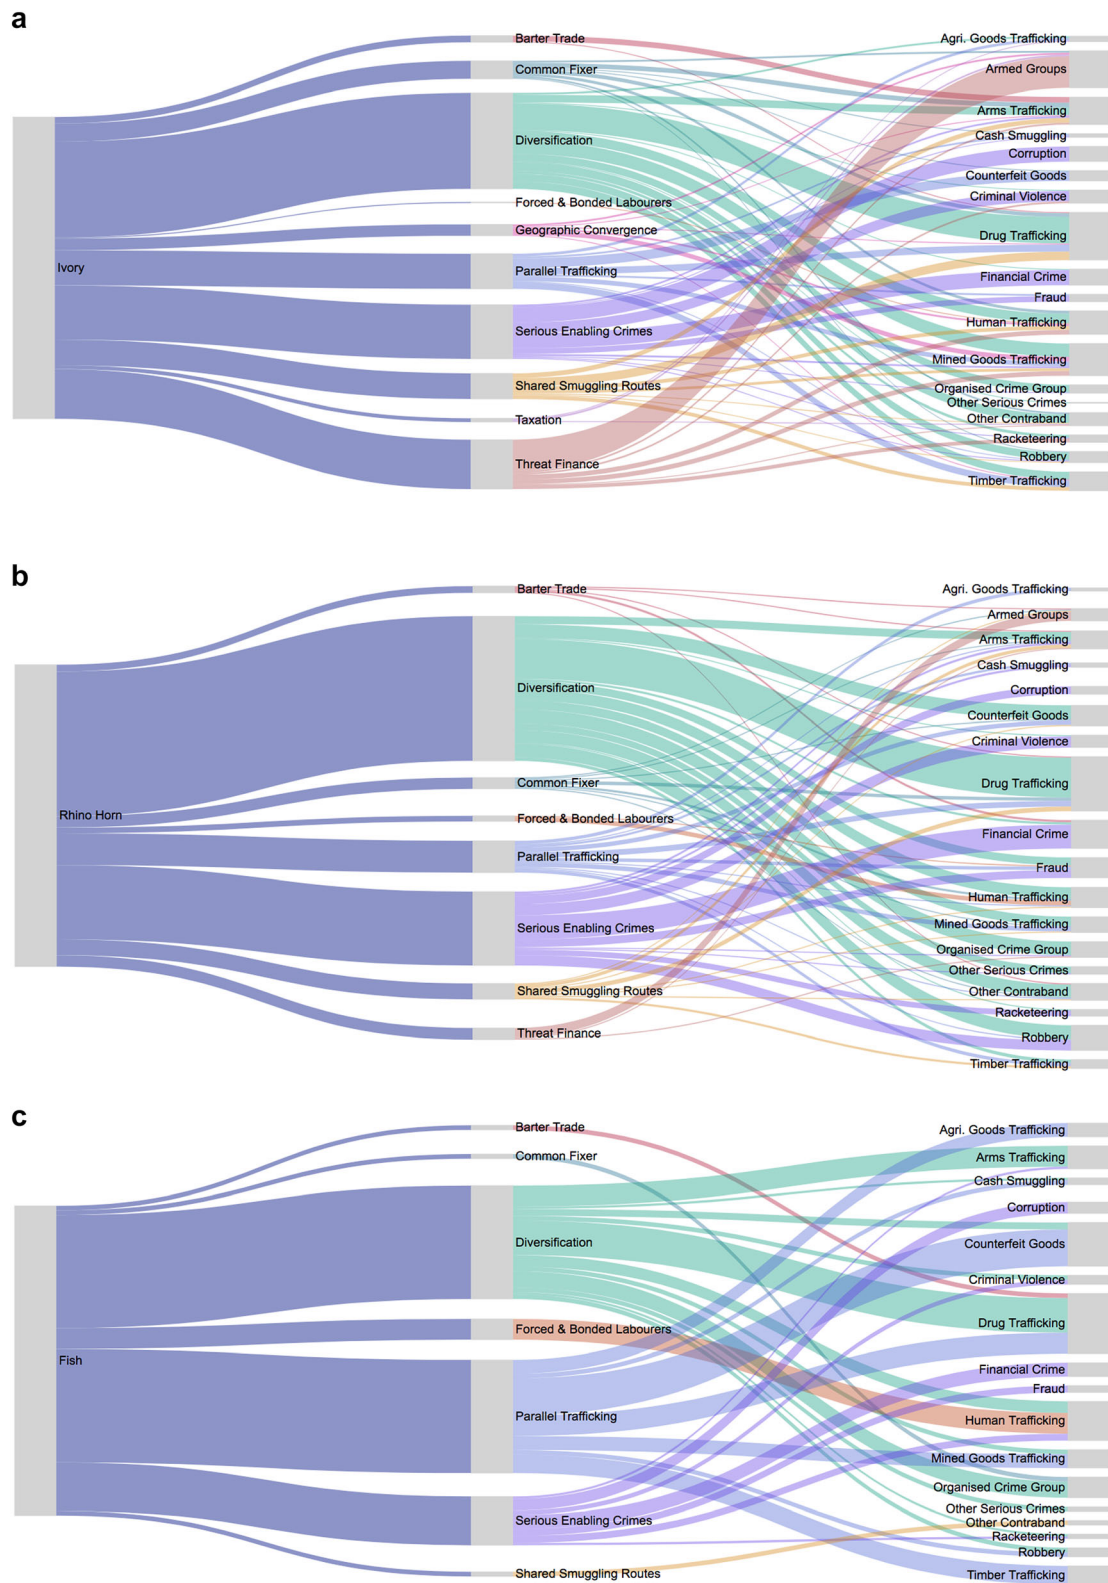 a
Barter Trade
Common Fixer
Diversification
Forced & Bonded Labourers
Geographic Convergence
Ivory
Parallel Trafficking
Serious Enabling Crimes
Shared Smuggling Routes
Taxation
Threat Finance
Agri. Goods Trafficking
Armed Groups
Arms Trafficking
Cash Smuggling
Corruption
Counterfeit Goods
Criminal Violence
Drug Trafficking
Financial Crime
Fraud
Human Trafficking
Mined Goods Trafficking
Organised Crime Group
Other Serious Crimes
Other Contraband
Racketeering
Robbery
Timber Trafficking
b
Barter Trade
Diversification
Common Fixer
Rhino Horn
Forced & Bonded Labourers
Parallel Trafficking
Serious Enabling Crimes
Shared Smuggling Routes
Threat Finance
Agri. Goods Trafficking
Armed Groups
Arms Trafficking
Cash Smuggling
Corruption
Counterfeit Goods
Criminal Violence
Drug Trafficking
Financial Crime
Fraud
Human Trafficking
Mined Goods Trafficking
Organised Crime Group
Other Serious Crimes
Other Contraband
Racketeering
Robbery
Timber Trafficking
c
Barter Trade
Common Fixer
Diversification
Forced & Bonded Labourers
Fish
Parallel Trafficking
Serious Enabling Crimes
Shared Smuggling Routes
Agri. Goods Trafficking
Arms Trafficking
Cash Smuggling
Corruption
Counterfeit Goods
Criminal Violence
Drug Trafficking
Financial Crime
Fraud
Human Trafficking
Mined Goods Trafficking
Organised Crime Group
Other Serious Crimes
Other Contraband
Racketeering
Robbery
Timber Trafficking